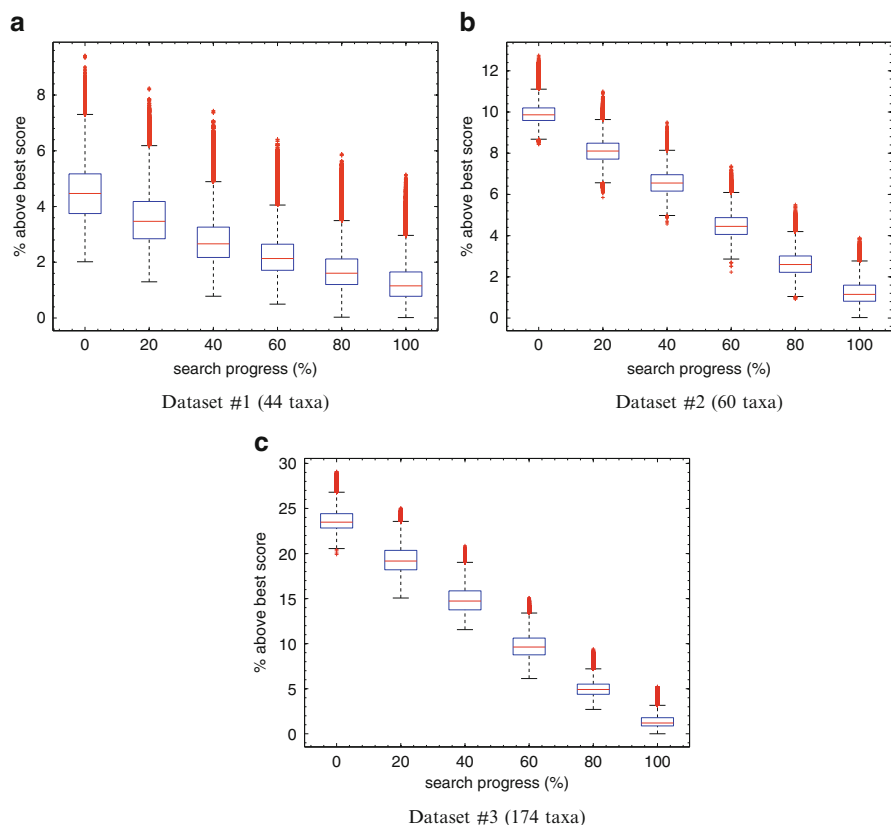 a
% above best score
8
6
4
2
0
0 20 40 60 80 100
search progress (%)
Dataset #1 (44 taxa)
b
% above best score
12
10
8
6
4
2
0
0 20 40 60 80 100
search progress (%)
Dataset #2 (60 taxa)
c
% above best score
30
25
20
15
10
5
0
0 20 40 60 80 100
search progress (%)
Dataset #3 (174 taxa)